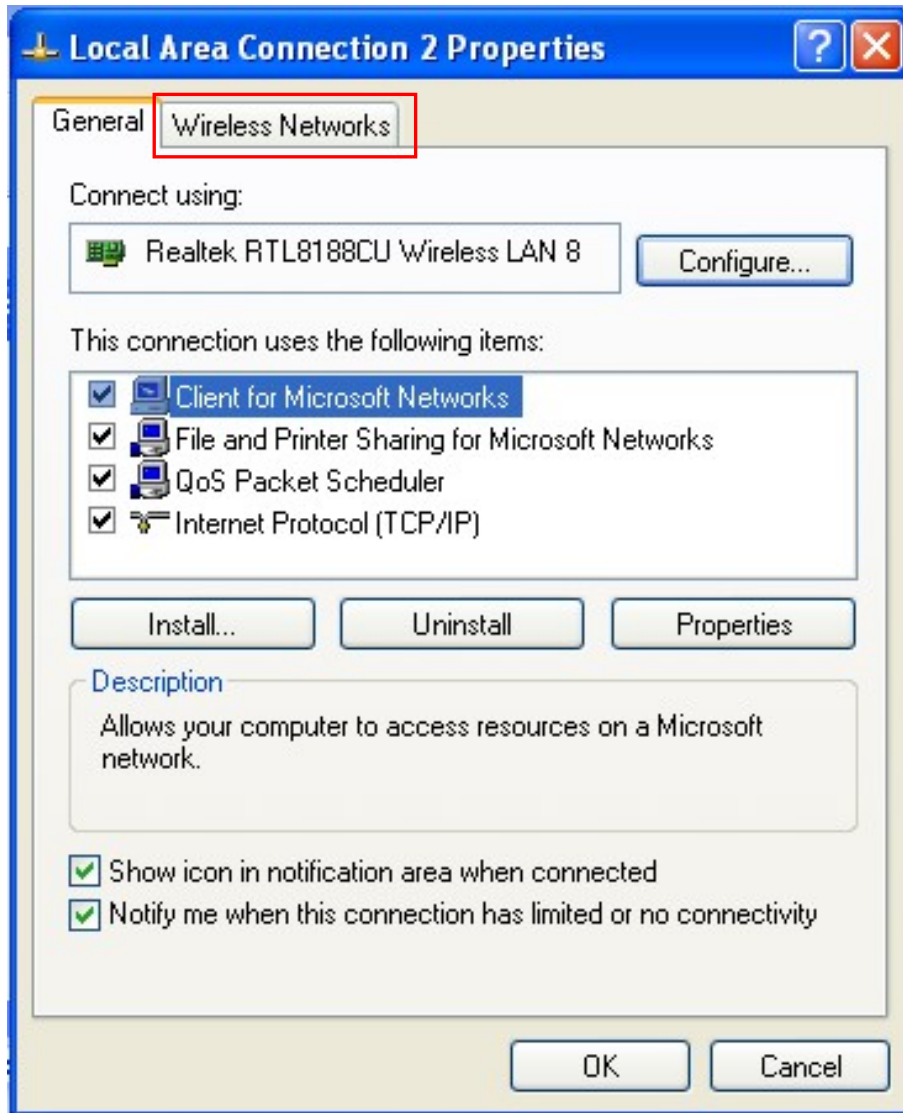 Local Area Connection 2 Properties
General
Wireless Networks
Connect using:
Realtek RTL8188CU Wireless LAN 8
Configure...
This connection uses the following items:
Client for Microsoft Networks
File and Printer Sharing for Microsoft Networks
QoS Packet Scheduler
Internet Protocol (TCP/IP)
Install...
Uninstall
Properties
Description
Allows your computer to access resources on a Microsoft
network.
Show icon in notification area when connected
Notify me when this connection has limited or no connectivity
OK
Cancel